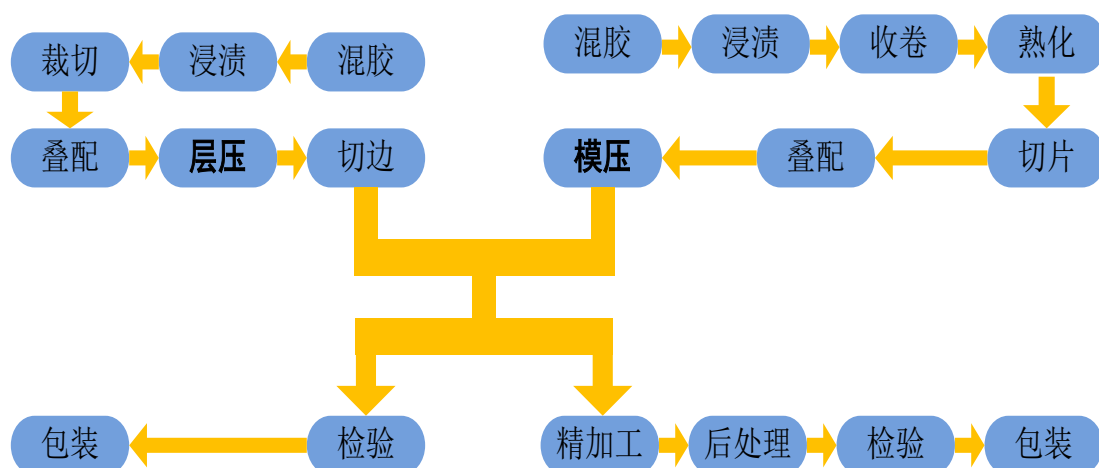 裁切 浸渍 混胶
混胶 浸渍 收卷 熟化
叠配 层压 切边
模压 叠配 切片
包装 检验
精加工 后处理 检验 包装